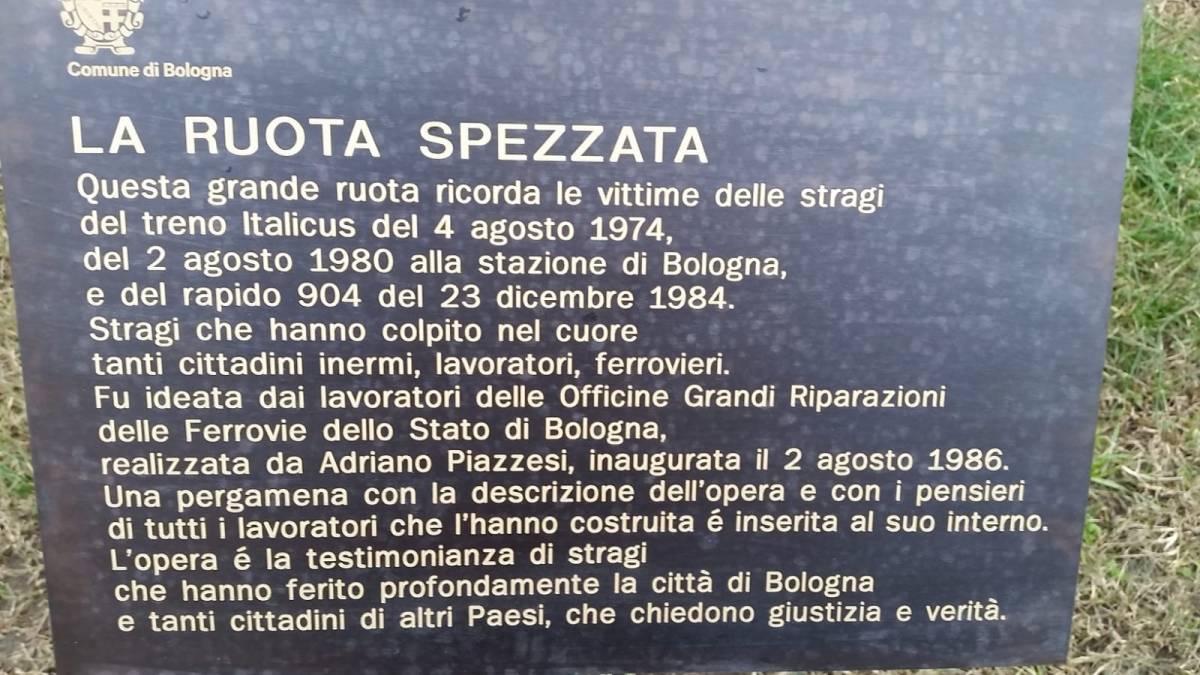 Comune di Bologna
LA RUOTA SPEZZATA
Questa grande ruota ricorda le vittime delle stragi
del treno Italicus del 4 agosto 1974,
del 2 agosto 1980 alla stazione di Bologna,
e del rapido 904 del 23 dicembre 1984.
Stragi che hanno colpito nel cuore
tanti cittadini inermi, lavoratori, ferrovieri.
Fu ideata dai lavoratori delle Officine Grandi Riparazioni
delle Ferrovie dello Stato di Bologna,
realizzata da Adriano Piazzesi, inaugurata il 2 agosto 1986.
Una pergamena con la descrizione dell'opera e con i pensieri
di tutti i lavoratori che l'hanno costruita é inserita al suo interno.
L'opera é la testimonianza di stragi
che hanno ferito profondamente la città di Bologna
e tanti cittadini di altri Paesi, che chiedono giustizia e verità.